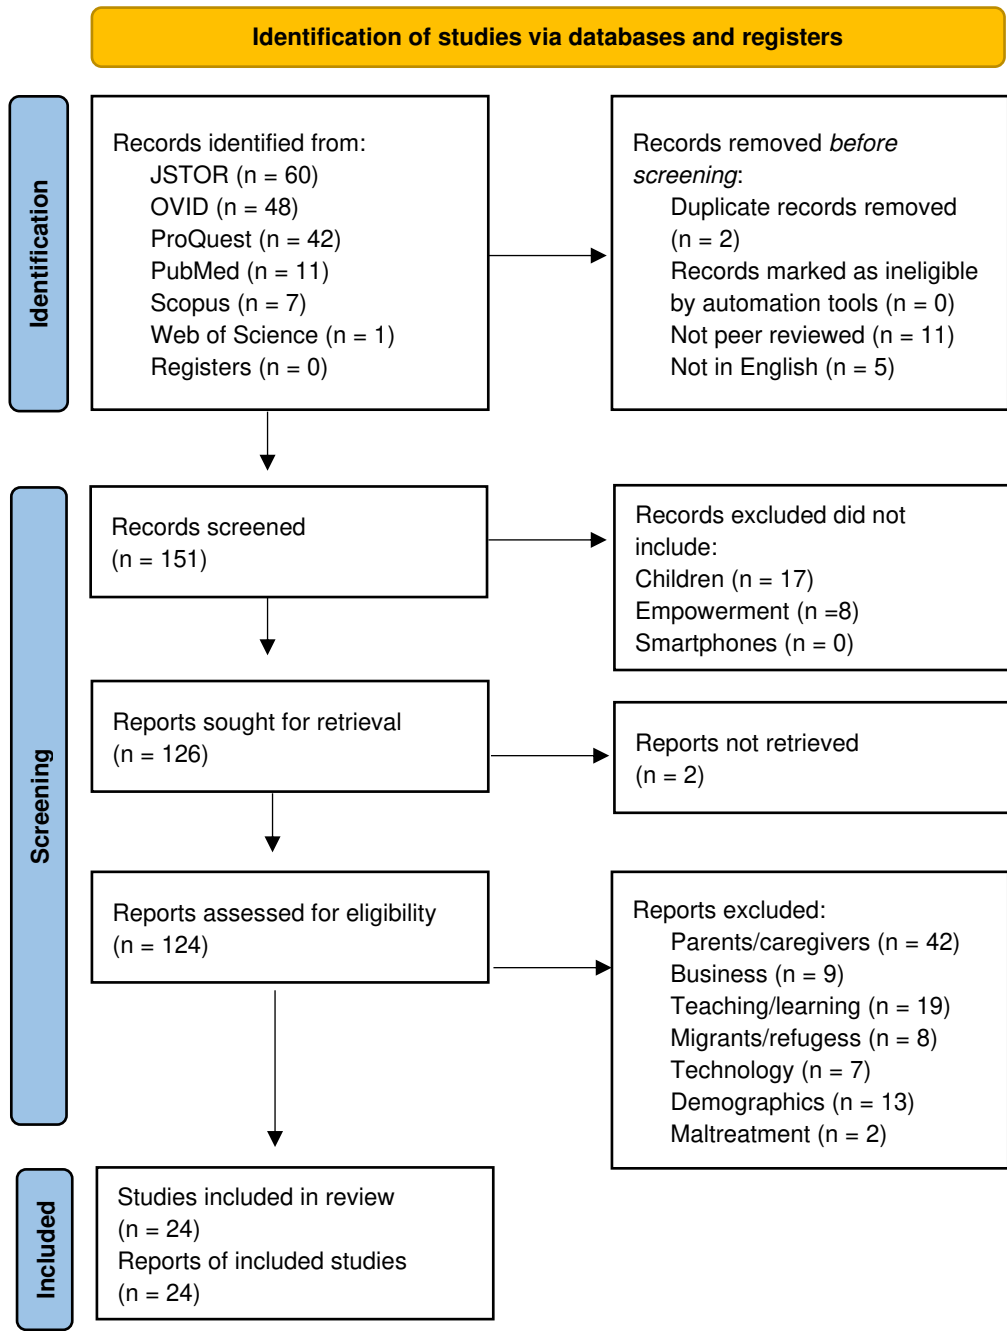 Identification of studies via databases and registers
Identification
Records identified from:
JSTOR (n = 60)
OVID (n = 48)
ProQuest (n = 42)
PubMed (n = 11)
Scopus (n = 7)
Web of Science (n = 1)
Registers (n = 0)
Records removed before
screening:
Duplicate records removed
(n = 2)
Records marked as ineligible
by automation tools (n = 0)
Not peer reviewed (n = 11)
Not in English (n = 5)
Screening
Records screened
(n = 151)
Records excluded did not
include:
Children (n = 17)
Empowerment (n =8)
Smartphones (n = 0)
Reports sought for retrieval
(n = 126)
Reports not retrieved
(n = 2)
Reports assessed for eligibility
(n = 124)
Reports excluded:
Parents/caregivers (n = 42)
Business (n = 9)
Teaching/learning (n = 19)
Migrants/refugess (n = 8)
Technology (n = 7)
Demographics (n = 13)
Maltreatment (n = 2)
Included
Studies included in review
(n = 24)
Reports of included studies
(n = 24)